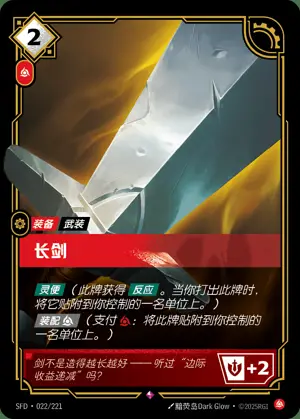 2
装备 武装
长剑
灵便 (此牌获得 反应 。当你打出此牌时，
将它贴附到你控制的一名单位上。)
装配 (支付 ：将此牌贴附到你控制的
一名单位上。)
剑不是造得越长越好——听过“边际
收益递减”吗?
+2
SFD • 022/221
黯荧岛Dark Glow • ©2025RGI